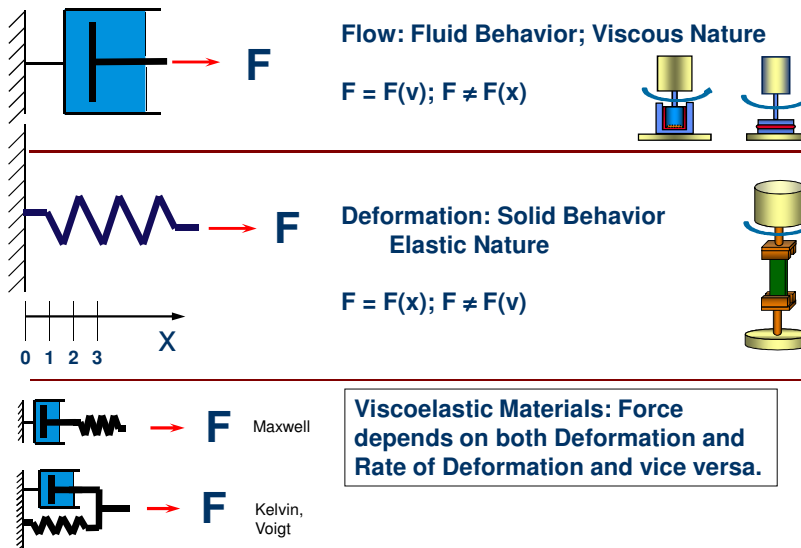 F
Flow: Fluid Behavior; Viscous Nature
F = F(v); F ≠ F(x)
F
Deformation: Solid Behavior
Elastic Nature
F = F(x); F ≠ F(v)
0 1 2 3
X
F
Maxwell
F
Kelvin,
Voigt
Viscoelastic Materials: Force
depends on both Deformation and
Rate of Deformation and vice versa.